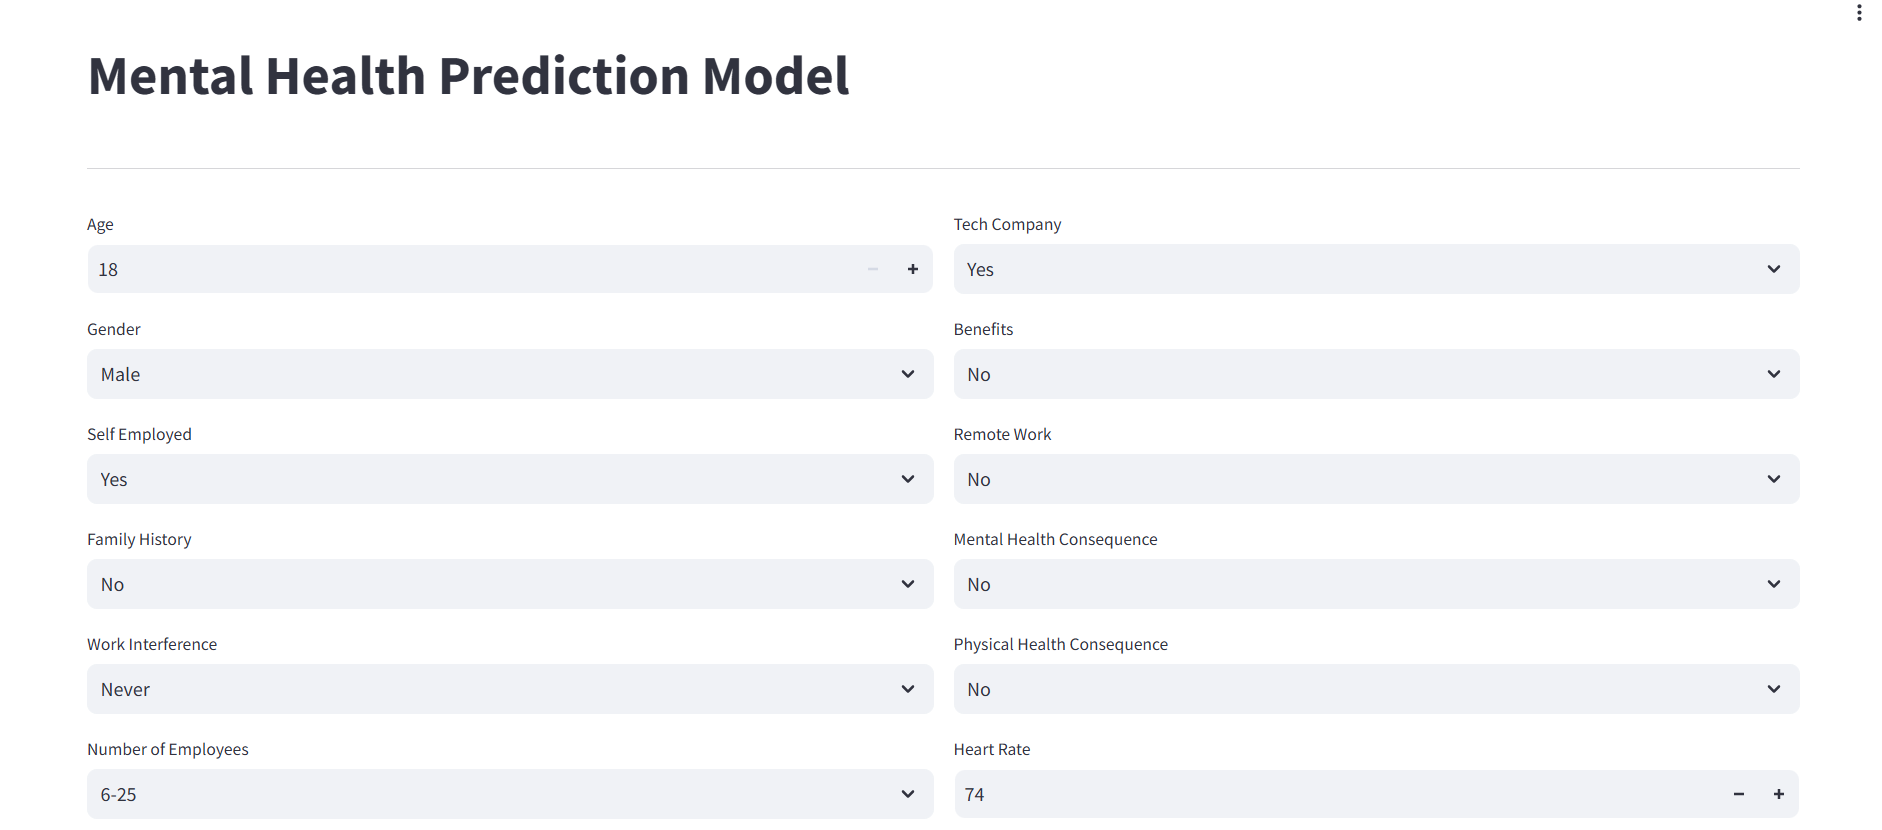 Mental Health Prediction Model
Age
18
Gender
Male
Self Employed
Yes
Family History
No
Work Interference
Never
Number of Employees
6-25
Tech Company
Yes
Benefits
No
Remote Work
No
Mental Health Consequence
No
Physical Health Consequence
No
Heart Rate
74